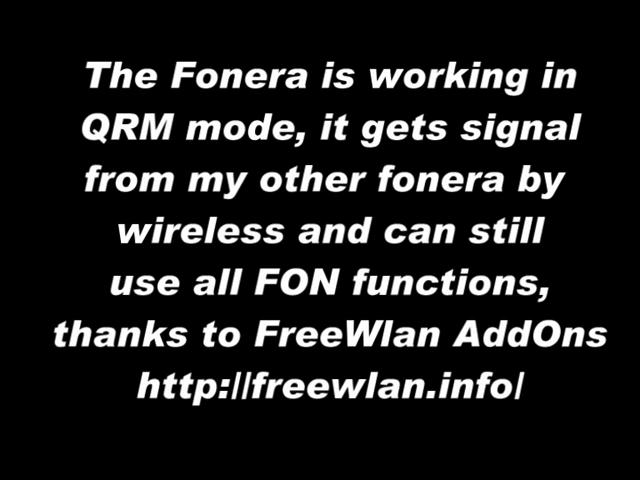 The Fonera is working in
QRM mode, it gets signal
from my other fonera by
wireless and can still
use all FON functions,
thanks to FreeWlan AddOns
http://freewlan.info/